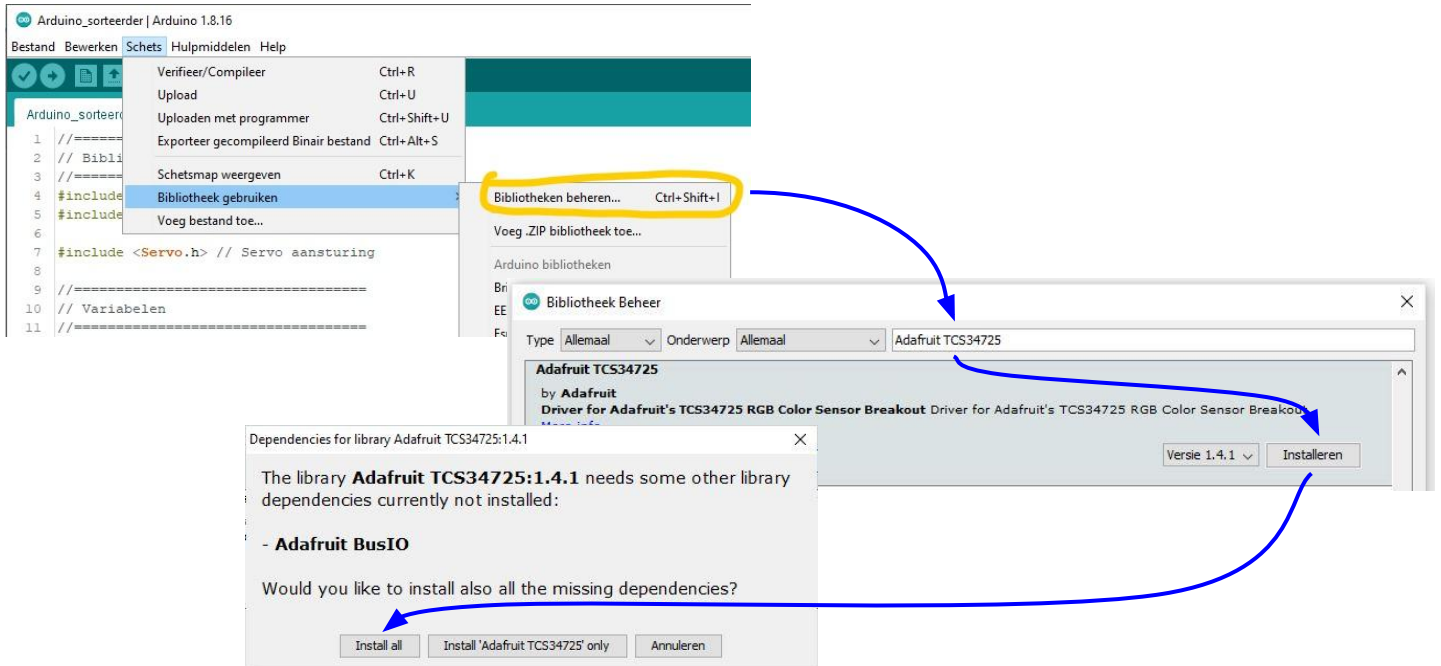 Arduino_sorteerder | Arduino 1.8.16
Bestand Bewerken Schets Hulpmiddelen Help
Verifieer/Compileer Ctrl+R
Upload Ctrl+U
Uploaden met programmer Ctrl+Shift+U
Exporteer gecompileerd Binair bestand Ctrl+Alt+S
Schetsmap weergeven Ctrl+K
Bibliotheek gebruiken
Voeg bestand toe...
Bibliotheken beheren... Ctrl+Shift+I
Voeg .ZIP bibliotheek toe...
Arduino bibliotheken
Bri
EE
Arduino_sorteerd
1 //======
2 // Bibli
3 //======
4 #include
5 #include
6
7 #include <Servo.h> // Servo aansturing
8
9 //==================================
10 // Variabelen
11 //==================================
Bibliotheek Beheer
Type Allemaal Onderwerp Allemaal Adafruit TCS34725
Adafruit TCS34725
by Adafruit
Driver for Adafruit's TCS34725 RGB Color Sensor Breakout Driver for Adafruit's TCS34725 RGB Color Sensor Breakout
More info
Versie 1.4.1 Installeren
Dependencies for library Adafruit TCS34725:1.4.1
The library Adafruit TCS34725:1.4.1 needs some other library
dependencies currently not installed:
- Adafruit BusIO
Would you like to install also all the missing dependencies?
Install all Install 'Adafruit TCS34725' only Annuleren